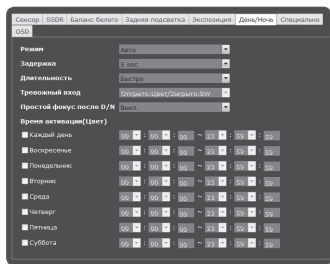 Сенсор SSDR Баланс белого Задняя подсветка Экспозиция День/Ночь Специально
OSD
Режим Авто
Задержка 5 sec
Длительность Быстро
Тревожный вход Открыто:Цвет/Закрыто:BW
Простой фокус после D/N Выкл.
Время активации(Цвет)
Каждый день 00 : 00 : 00 ~ 23 : 59 : 59
Воскресенье 00 : 00 : 00 ~ 23 : 59 : 59
Понедельник 00 : 00 : 00 ~ 23 : 59 : 59
Вторник 00 : 00 : 00 ~ 23 : 59 : 59
Среда 00 : 00 : 00 ~ 23 : 59 : 59
Четверг 00 : 00 : 00 ~ 23 : 59 : 59
Пятница 00 : 00 : 00 ~ 23 : 59 : 59
Суббота 00 : 00 : 00 ~ 23 : 59 : 59